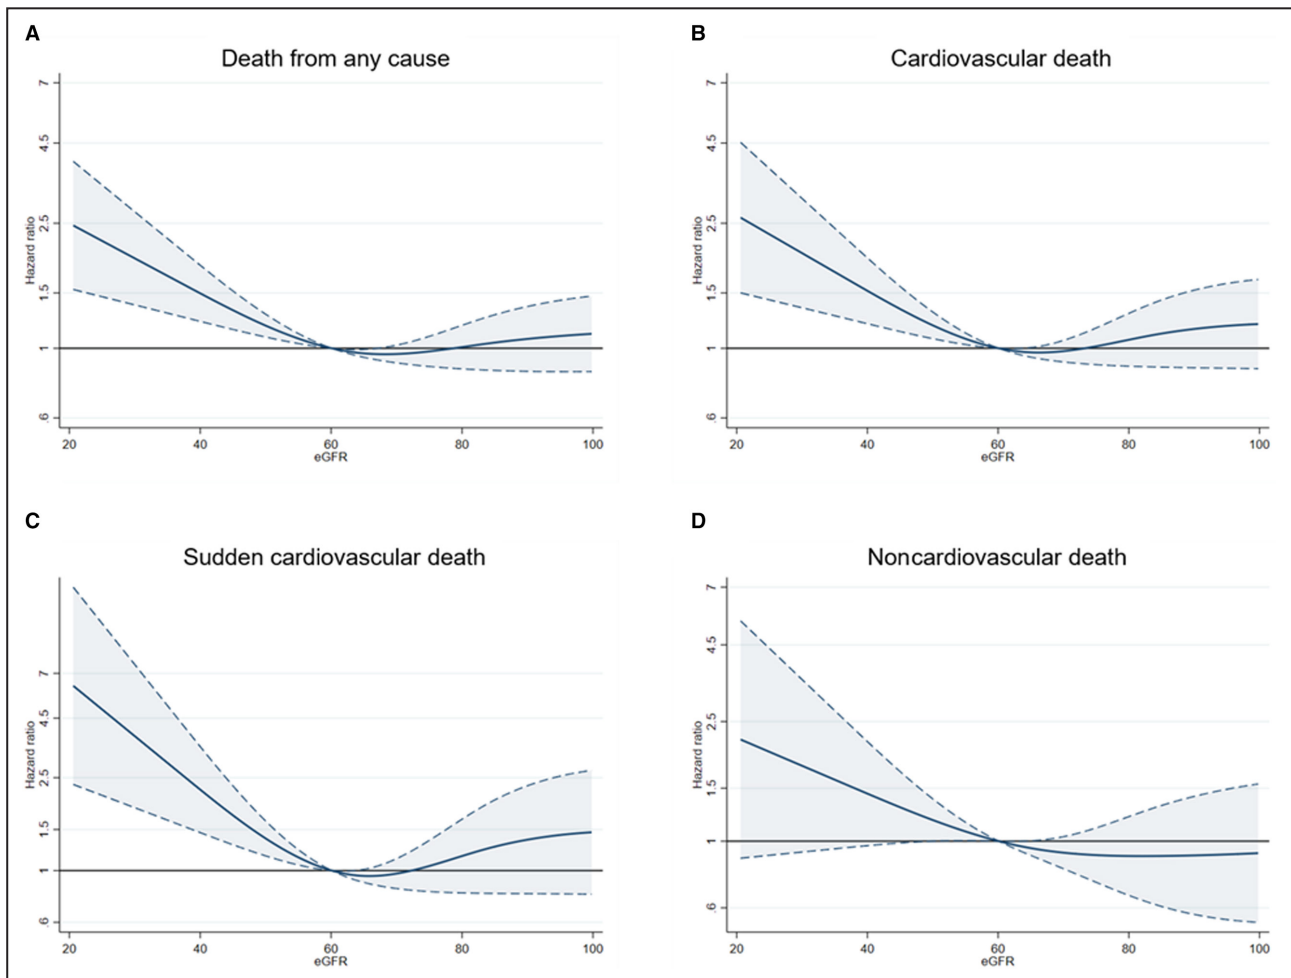 A
Death from any cause
7
4.5
2.5
1.5
1
.6
Hazard ratio
20 40 60 80 100
eGFR
B
Cardiovascular death
7
4.5
2.5
1.5
1
.6
Hazard ratio
20 40 60 80 100
eGFR
C
Sudden cardiovascular death
7
4.5
2.5
1.5
1
.6
Hazard ratio
20 40 60 80 100
eGFR
D
Noncardiovascular death
7
4.5
2.5
1.5
1
.6
Hazard ratio
20 40 60 80 100
eGFR